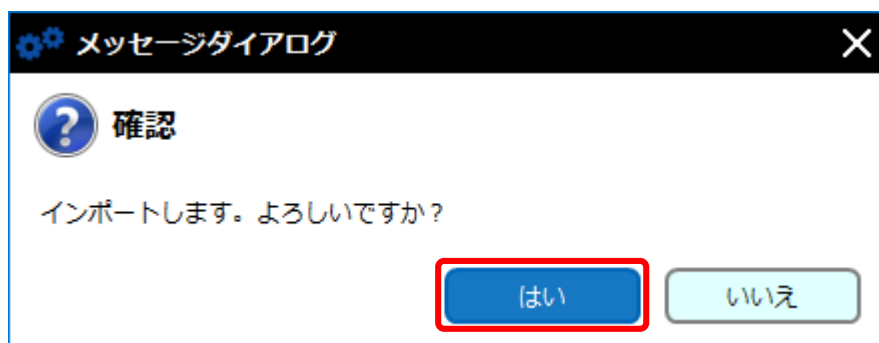 メッセージダイアログ
確認
インポートします。よろしいですか？
はい
いいえ